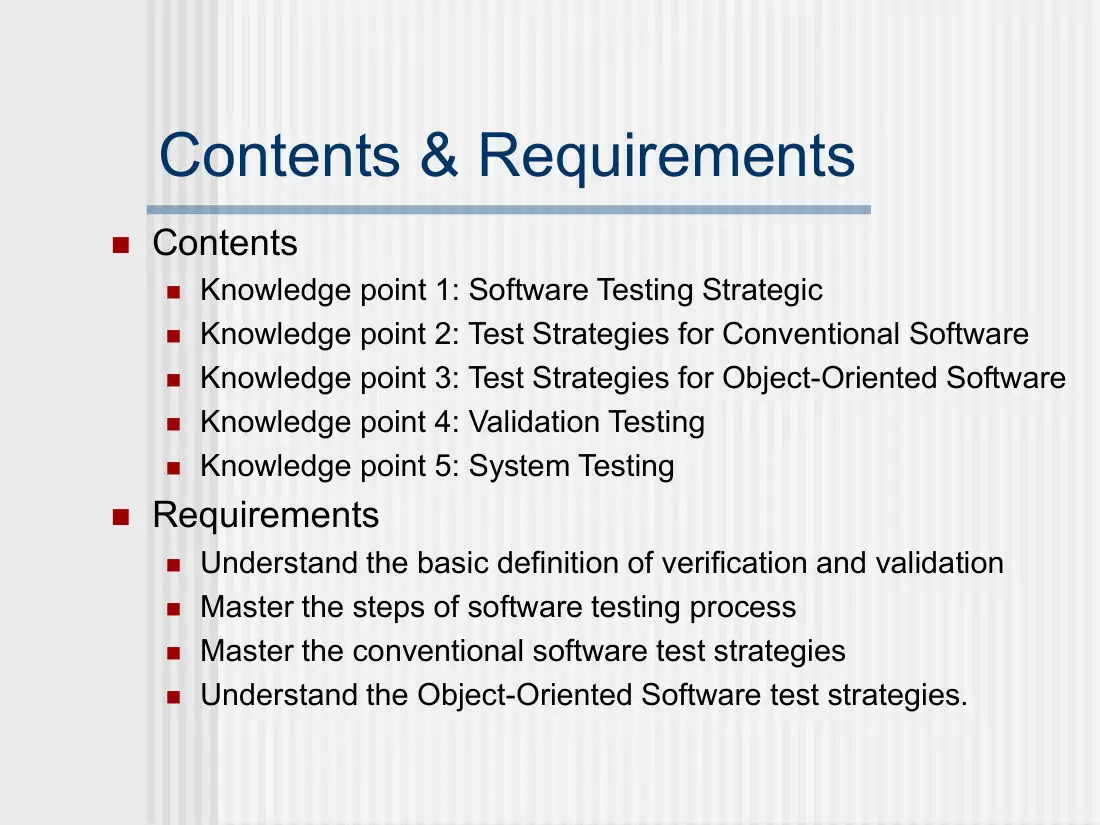 Contents & Requirements
Contents
Knowledge point 1: Software Testing Strategic
Knowledge point 2: Test Strategies for Conventional Software
Knowledge point 3: Test Strategies for Object-Oriented Software
Knowledge point 4: Validation Testing
Knowledge point 5: System Testing
Requirements
Understand the basic definition of verification and validation
Master the steps of software testing process
Master the conventional software test strategies
Understand the Object-Oriented Software test strategies.